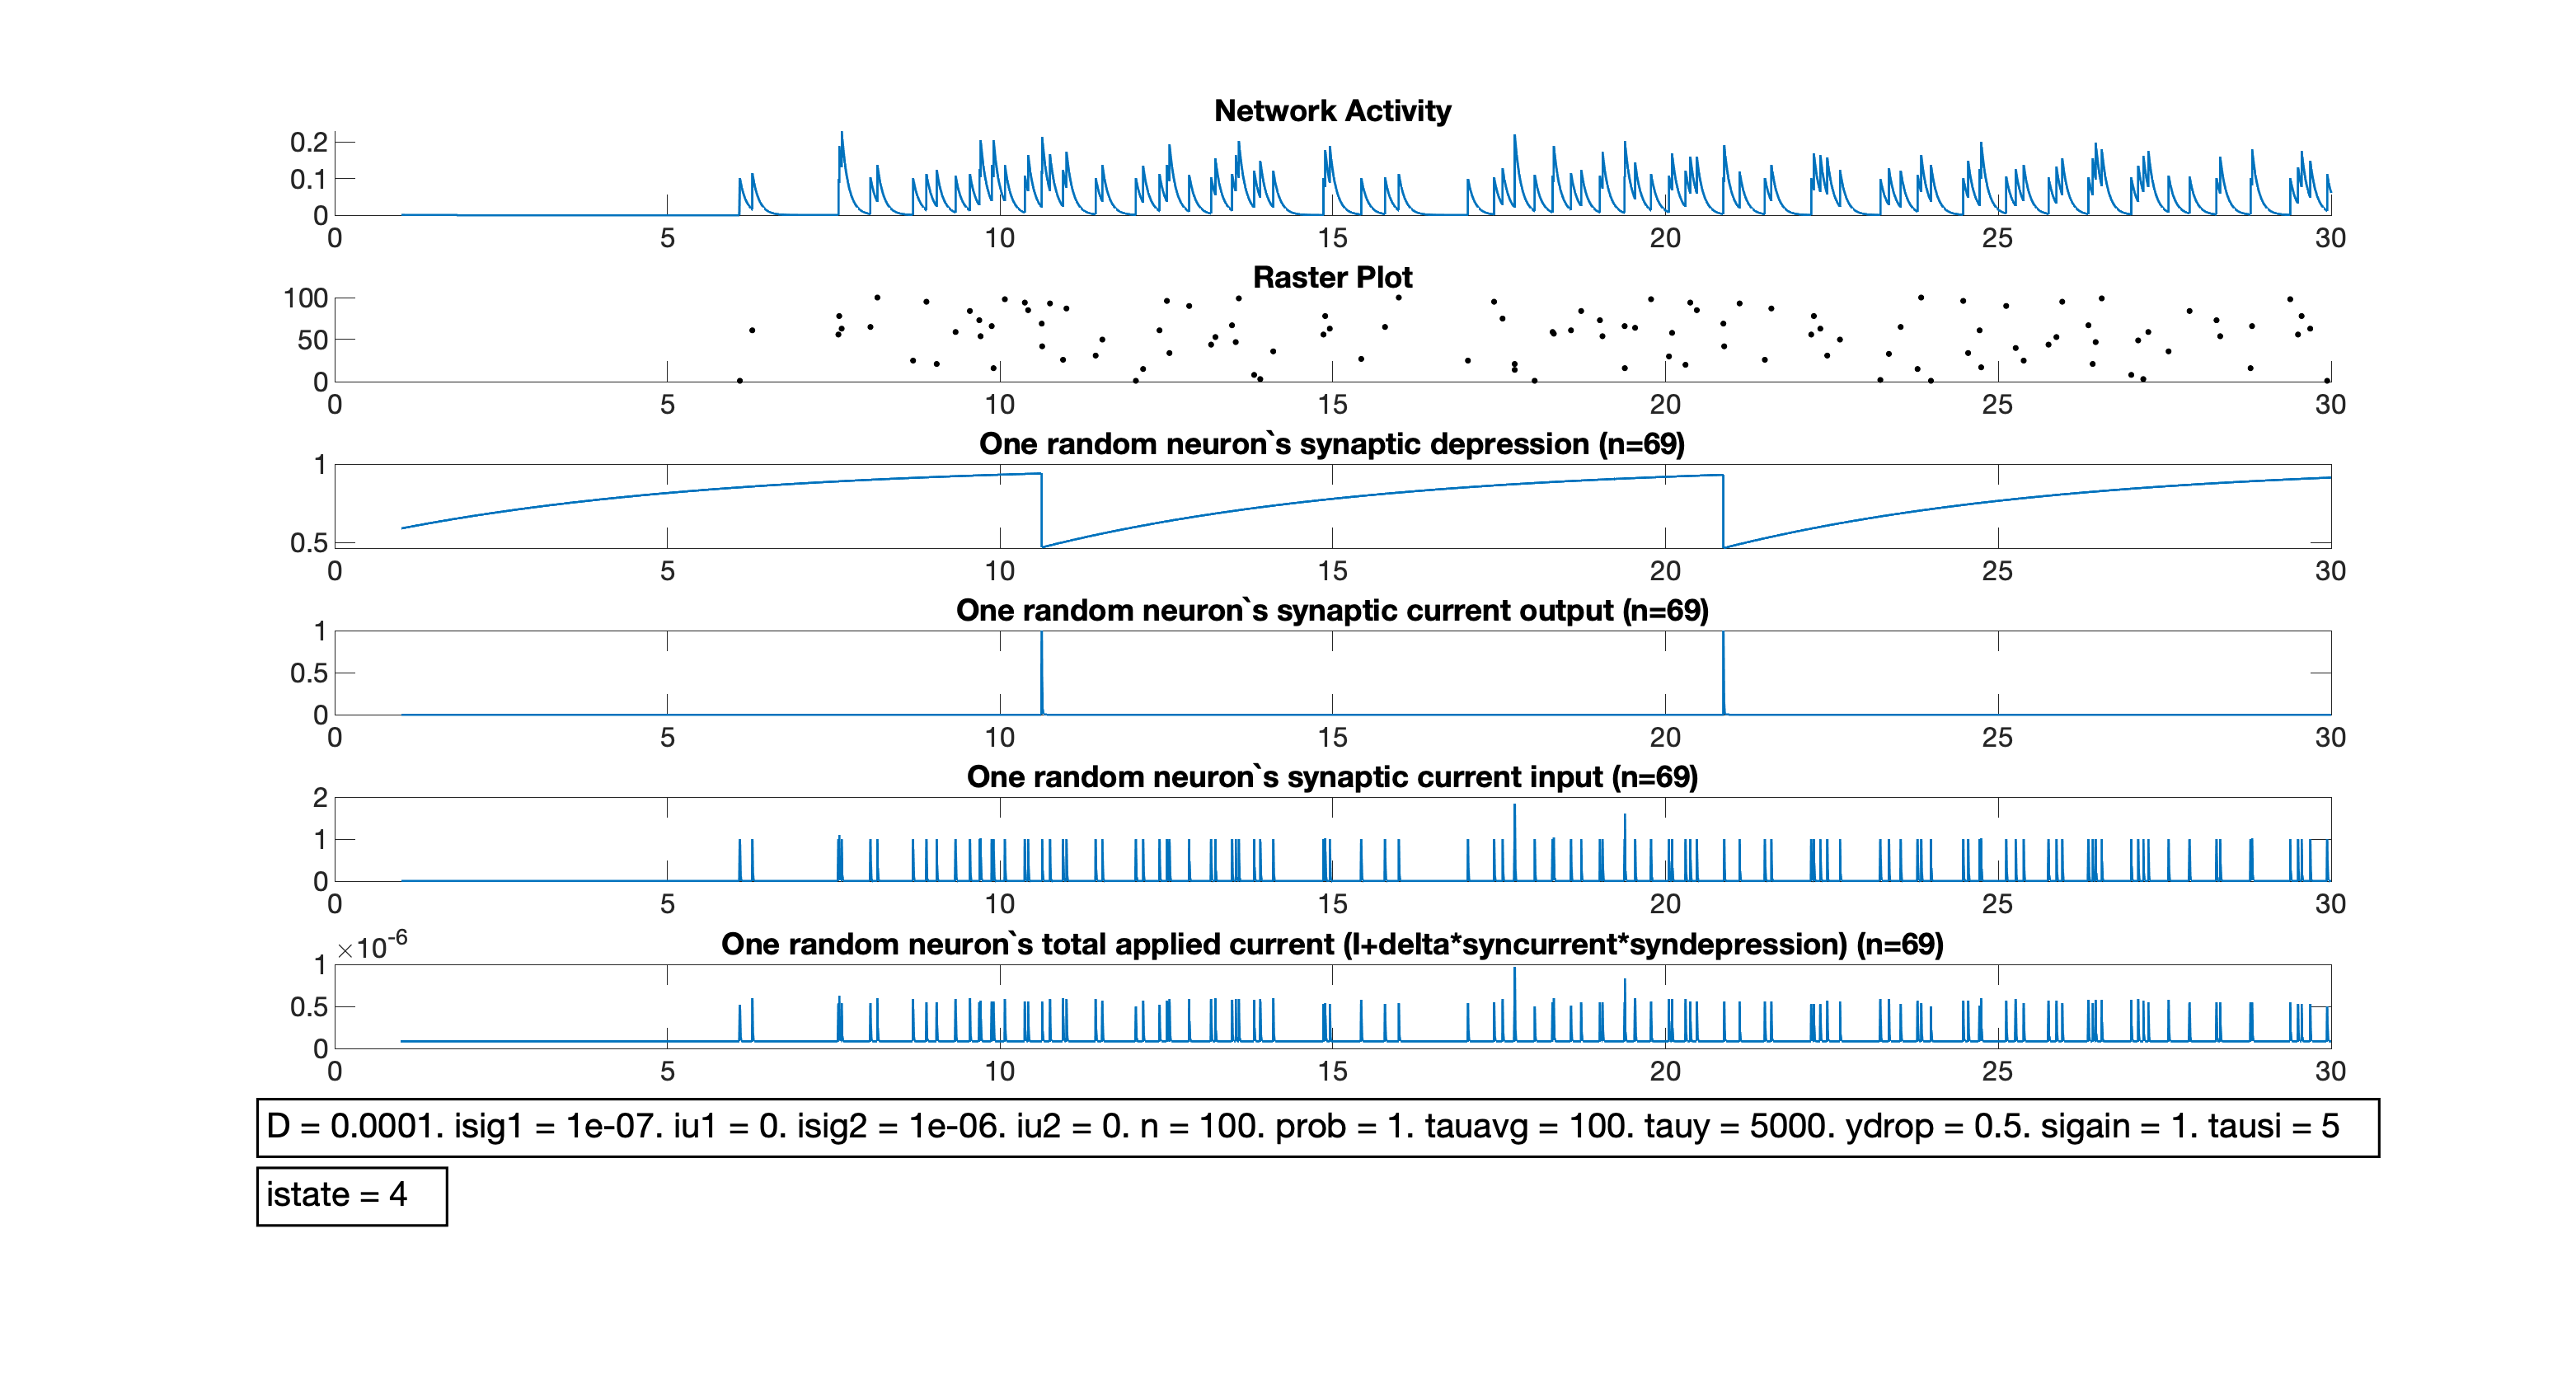 Network Activity
0.2
0.1
0
0 5 10 15 20 25 30
Raster Plot
100
50
0
0 5 10 15 20 25 30
One random neuron`s synaptic depression (n=69)
1
0.5
0 5 10 15 20 25 30
One random neuron`s synaptic current output (n=69)
1
0.5
0
0 5 10 15 20 25 30
One random neuron`s synaptic current input (n=69)
2
1
0
0 5 10 15 20 25 30
×10-6
One random neuron`s total applied current (I+delta*syncurrent*syndepression) (n=69)
1
0.5
0
0 5 10 15 20 25 30
D = 0.0001. isig1 = 1e-07. iu1 = 0. isig2 = 1e-06. iu2 = 0. n = 100. prob = 1. tauavg = 100. tauy = 5000. ydrop = 0.5. sigain = 1. tausi = 5
istate = 4